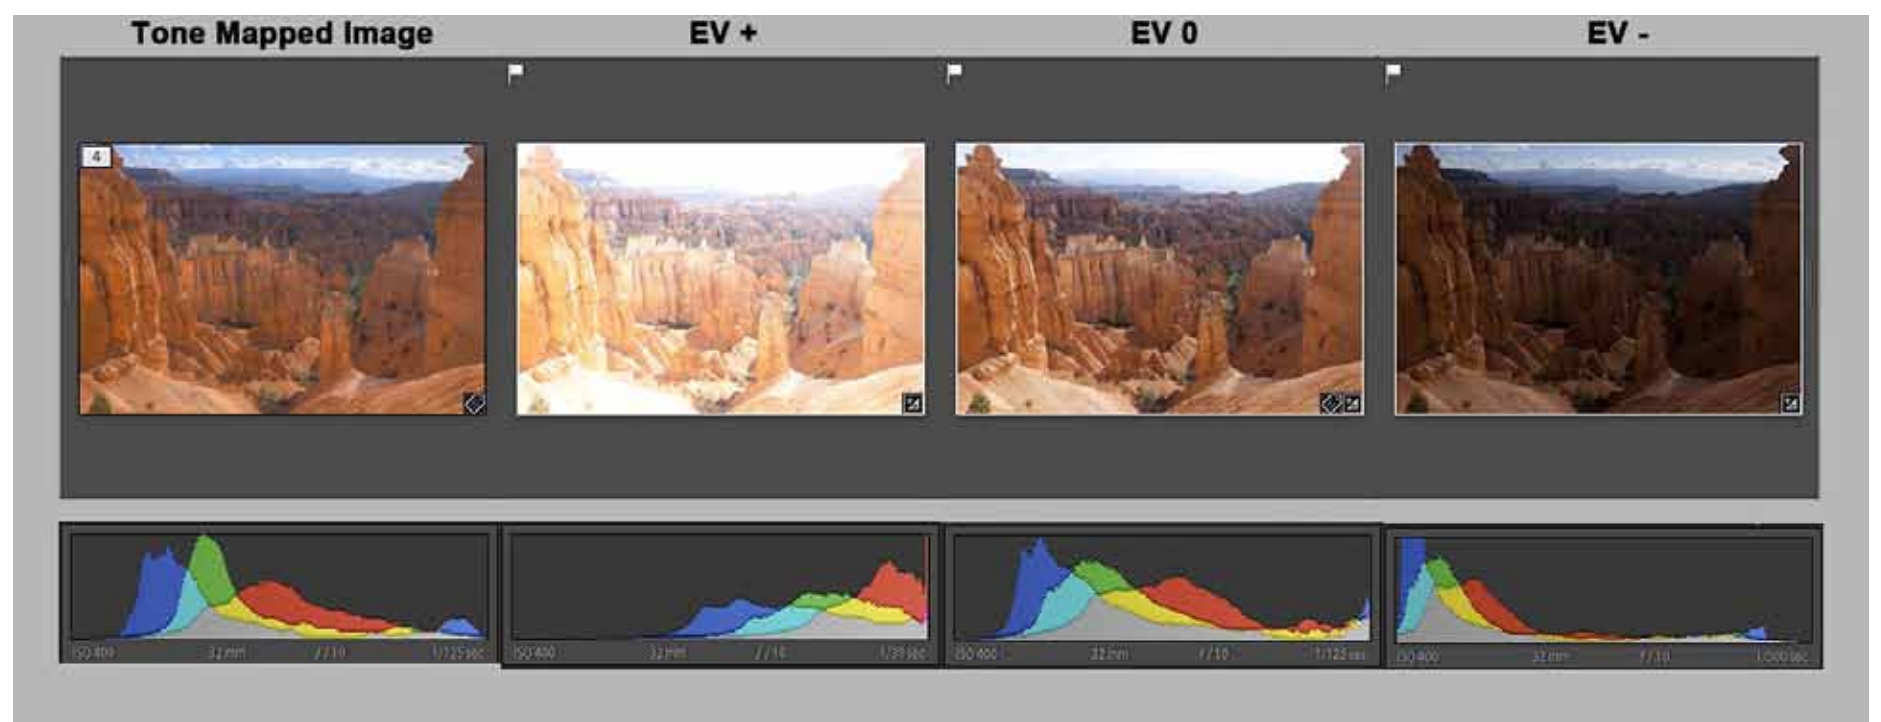 Tone Mapped Image EV + EV 0 EV -
4
ISO 400 32 mm f / 10 1/125 sec
ISO 400 32 mm f / 10
ISO 400 32 mm f / 10 1/122 sec
ISO 400 32 mm f / 10